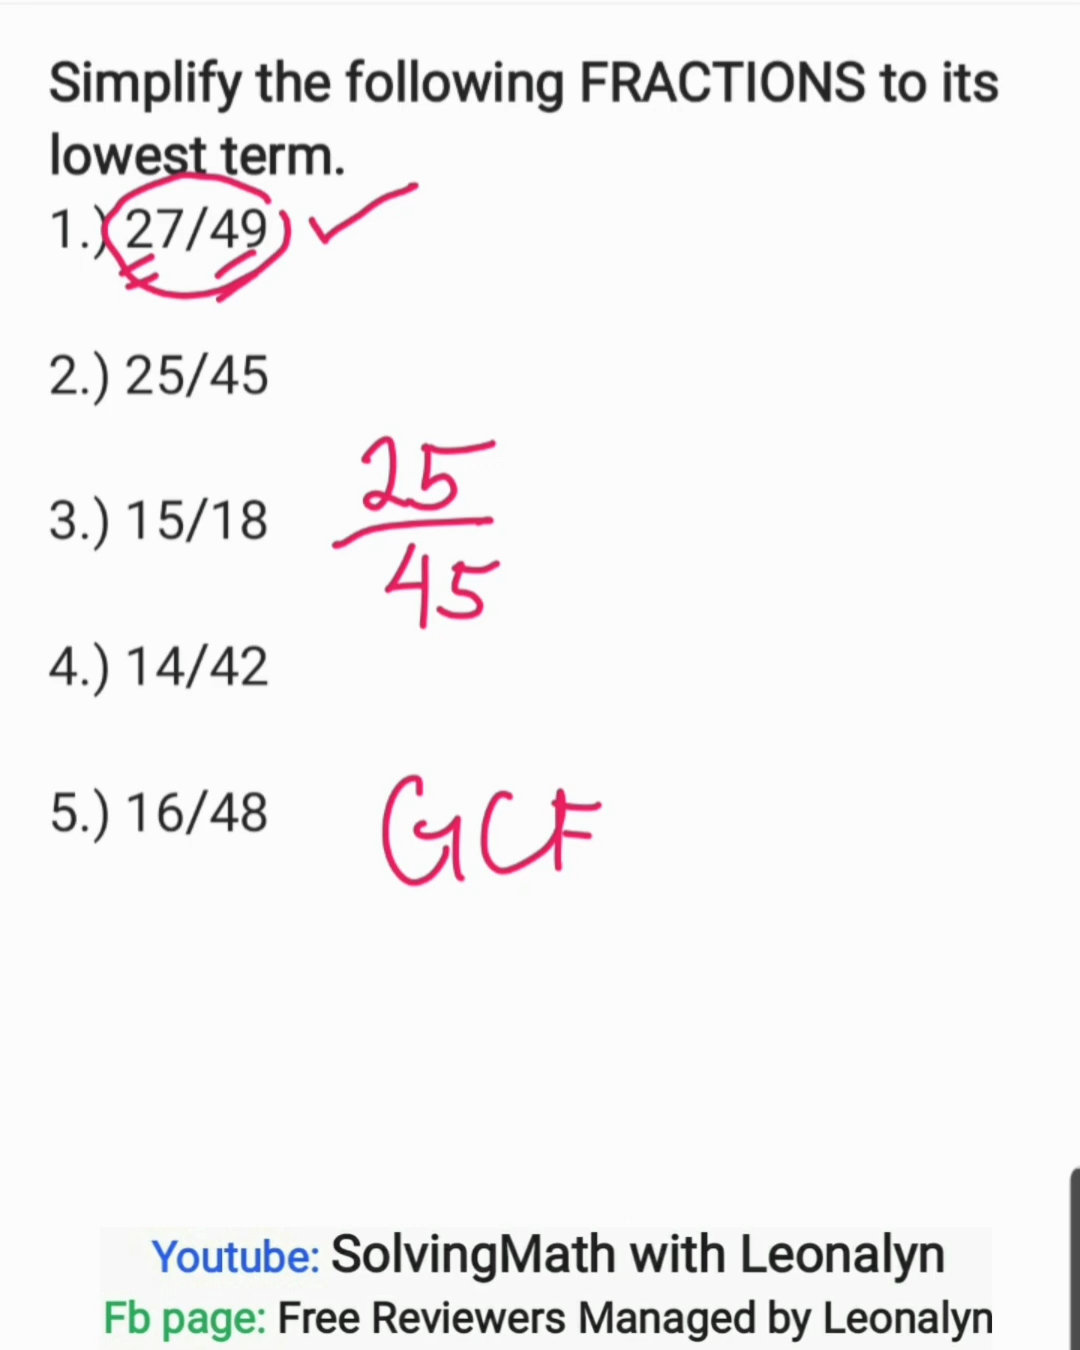 Simplify the following FRACTIONS to its
lowest term.
1.) 27/49
2.) 25/45
25
3.) 15/18
45
4.) 14/42
5.) 16/48
GCF
Youtube: SolvingMath with Leonalyn
Fb page: Free Reviewers Managed by Leonalyn